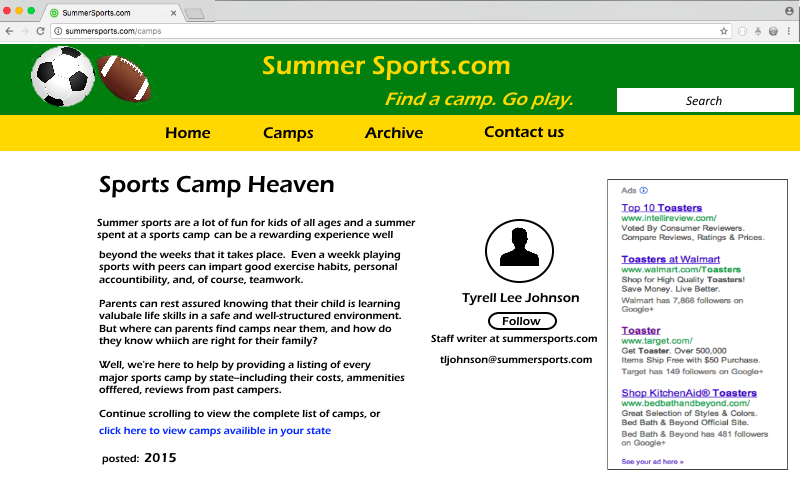 SummerSports.com
summersports.com/camps
Summer Sports.com
Find a camp. Go play.
Search
Home Camps Archive Contact us
Sports Camp Heaven
Summer sports are a lot of fun for kids of all ages and a summer
spent at a sports camp can be a rewarding experience well
beyond the weeks that it takes place. Even a weekk playing
sports with peers can impart good exercise habits, personal
accountibility, and, of course, teamwork.
Parents can rest assured knowing that their child is learning
valubale life skills in a safe and well-structured environment.
But where can parents find camps near them, and how do
they know whiich are right for their family?
Well, we're here to help by providing a listing of every
major sports camp by state--including their costs, ammenities
offfered, reviews from past campers.
Continue scrolling to view the complete list of camps, or
click here to view camps availible in your state
posted: 2015
Tyrell Lee Johnson
Follow
Staff writer at summersports.com
tljohnson@summersports.com
Ads
Top 10 Toasters
www.intellireview.com/
Voted By Consumer Reviewers.
Compare Reviews, Ratings & Prices.
Toasters at Walmart
www.walmart.com/Toasters
Shop for High Quality Toasters!
Save Money. Live Better.
Walmart has 7,868 followers on
Google+
Toaster
www.target.com/
Get Toaster. Over 500,000
Items Ship Free with $50 Purchase.
Target has 149 followers on Google+
Shop KitchenAid® Toasters
www.bedbathandbeyond.com/
Great Selection of Styles & Colors.
Bed Bath & Beyond Official Site.
Bed Bath & Beyond has 481 followers
on Google+
See your ad here »